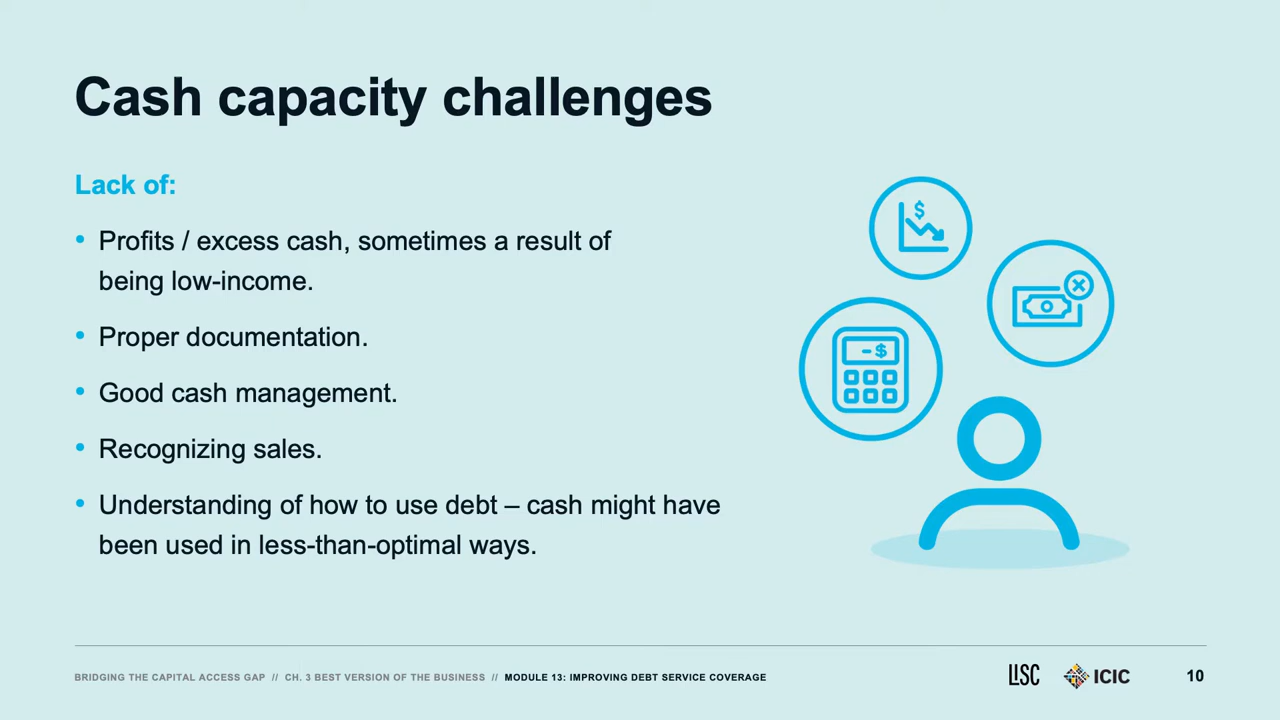 Cash capacity challenges
Lack of:
• Profits / excess cash, sometimes a result of
being low-income.
• Proper documentation.
• Good cash management.
• Recognizing sales.
• Understanding of how to use debt – cash might have
been used in less-than-optimal ways.
$
-$
BRIDGING THE CAPITAL ACCESS GAP // CH. 3 BEST VERSION OF THE BUSINESS // MODULE 13: IMPROVING DEBT SERVICE COVERAGE
LISC
ICIC
10